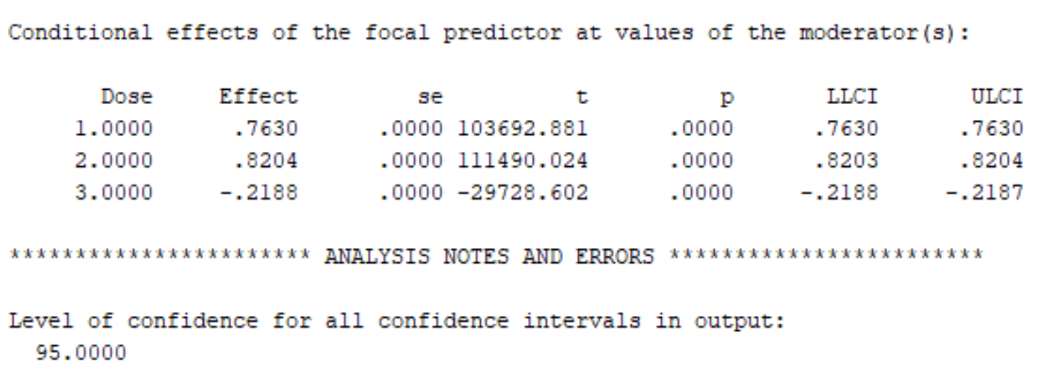 Conditional effects of the focal predictor at values of the moderator(s):
Dose Effect se t p LLCI ULCI
1.0000 .7630 .0000 103692.881 .0000 .7630 .7630
2.0000 .8204 .0000 111490.024 .0000 .8203 .8204
3.0000 -.2188 .0000 -29728.602 .0000 -.2188 -.2187
*********************** ANALYSIS NOTES AND ERRORS ************************
Level of confidence for all confidence intervals in output:
95.0000